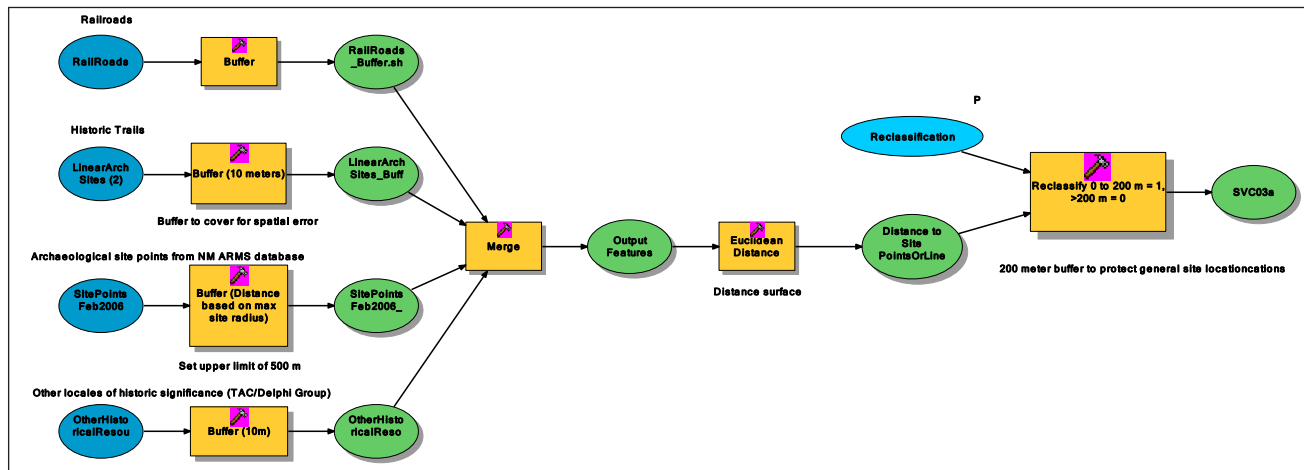 Railroads
RailRoads
Buffer
RailRoads
_Buffer.sh
Historic Trails
LinearArch
Sites (2)
Buffer (10 meters)
LinearArch
Sites_Buff
Buffer to cover for spatial error
Archaeological site points from NM ARMS database
SitePoints
Feb2006
Buffer (Distance
based on max
site radius)
SitePoints
Feb2006_
Set upper limit of 500 m
Other locales of historic significance (TAC/Delphi Group)
OtherHisto
ricalResou
Buffer (10m)
OtherHisto
ricalReso
Merge
Output
Features
Euclidean
Distance
Distance surface
Distance to
Site
PointsOrLine
P
Reclassification
Reclassify 0 to 200 m = 1,
>200 m = 0
SVC03a
200 meter buffer to protect general site locationcations